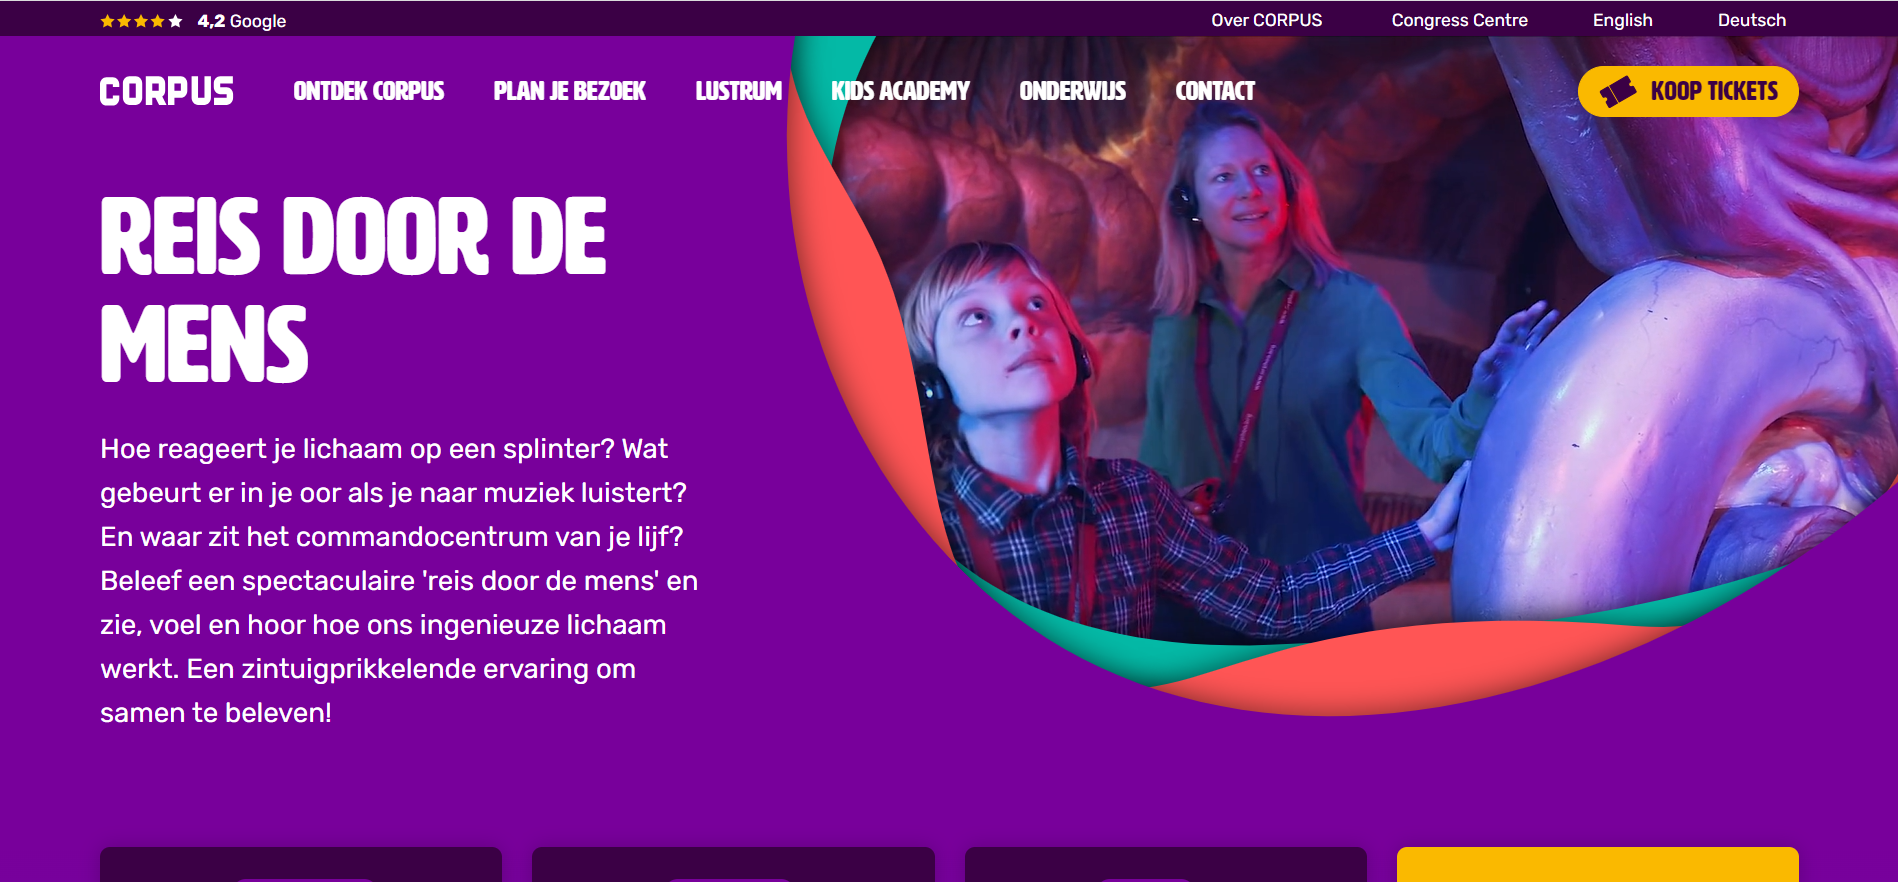 4,2 Google
Over CORPUS
Congress Centre
English
Deutsch
CORPUS
ONTDEK CORPUS
PLAN JE BEZOEK
LUSTRUM
KIDS ACADEMY
ONDERWIJS
CONTACT
KOOP TICKETS
REIS DOOR DE
MENS
Hoe reageert je lichaam op een splinter? Wat
gebeurt er in je oor als je naar muziek luistert?
En waar zit het commandocentrum van je lijf?
Beleef een spectaculaire 'reis door de mens' en
zie, voel en hoor hoe ons ingenieuze lichaam
werkt. Een zintuigprikkelende ervaring om
samen te beleven!